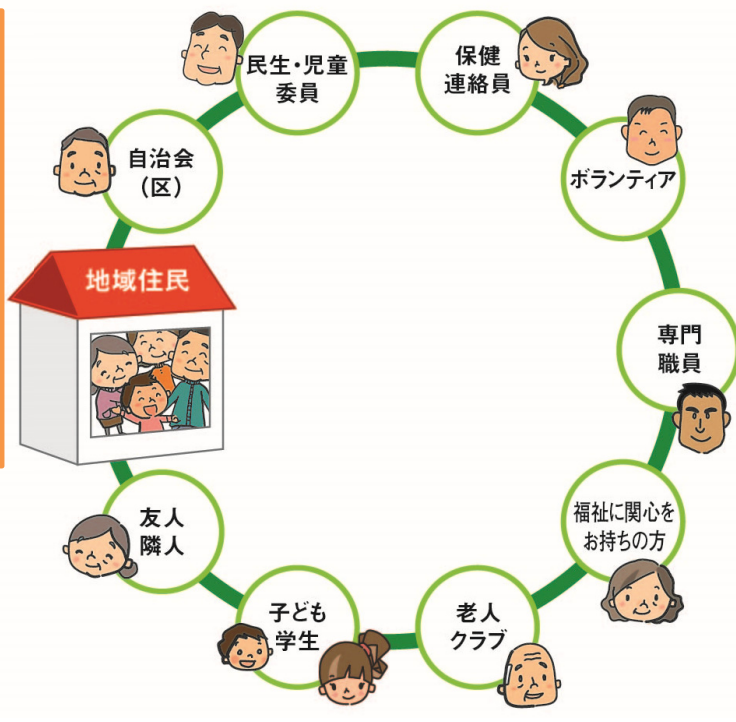 民生・児童
委員
保健
連絡員
自治会
（区）
ボランティア
地域住民
専門
職員
友人
隣人
福祉に関心を
お持ちの方
子ども
学生
老人
クラブ